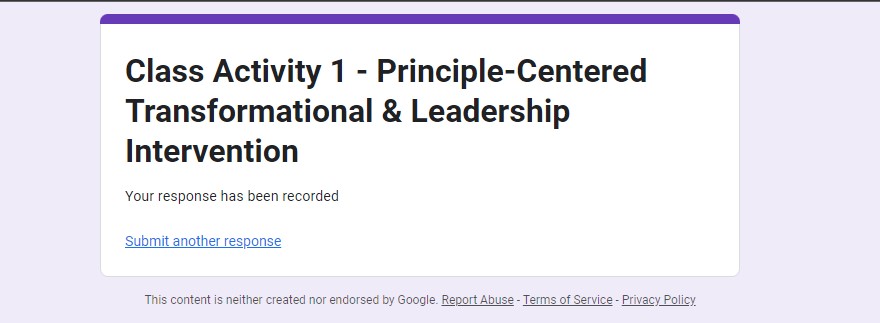 Class Activity 1 - Principle-Centered
Transformational & Leadership
Intervention
Your response has been recorded
Submit another response
This content is neither created nor endorsed by Google. Report Abuse - Terms of Service - Privacy Policy